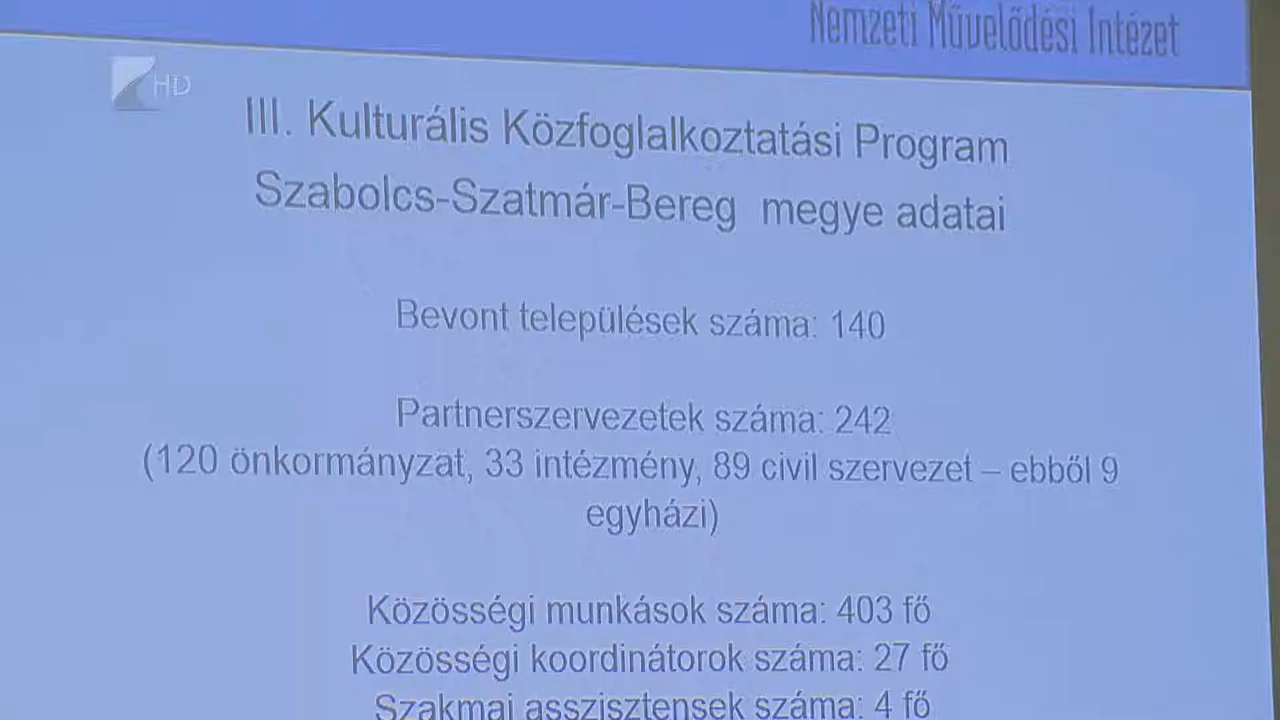 Nemzeti Művelődési Intézet
HD
III. Kulturális Közfoglalkoztatási Program
Szabolcs-Szatmár-Bereg megye adatai
Bevont települések száma: 140
Partnerszervezetek száma: 242
(120 önkormányzat, 33 intézmény, 89 civil szervezet – ebből 9
egyházi)
Közösségi munkások száma: 403 fő
Közösségi koordinátorok száma: 27 fő
Szakmai asszisztensek száma: 4 fő